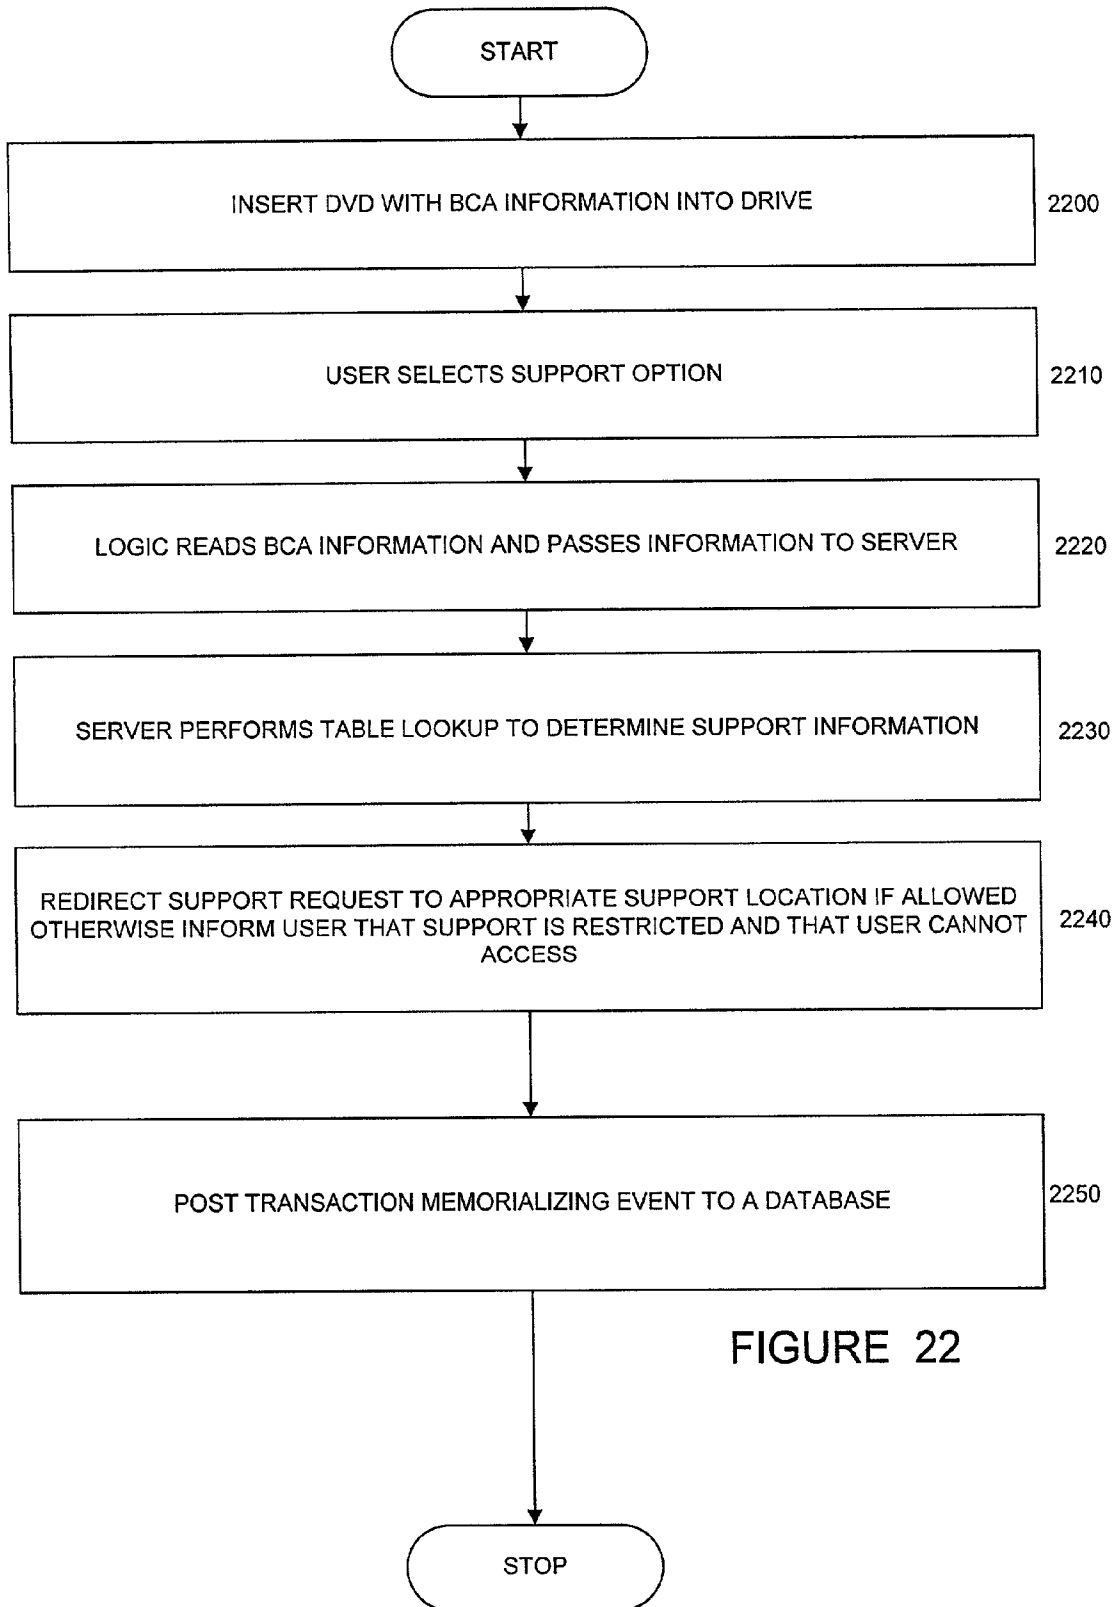 START
INSERT DVD WITH BCA INFORMATION INTO DRIVE
2200
USER SELECTS SUPPORT OPTION
2210
LOGIC READS BCA INFORMATION AND PASSES INFORMATION TO SERVER
2220
SERVER PERFORMS TABLE LOOKUP TO DETERMINE SUPPORT INFORMATION
2230
REDIRECT SUPPORT REQUEST TO APPROPRIATE SUPPORT LOCATION IF ALLOWED
OTHERWISE INFORM USER THAT SUPPORT IS RESTRICTED AND THAT USER CANNOT
ACCESS
2240
POST TRANSACTION MEMORIALIZING EVENT TO A DATABASE
2250
FIGURE 22
STOP